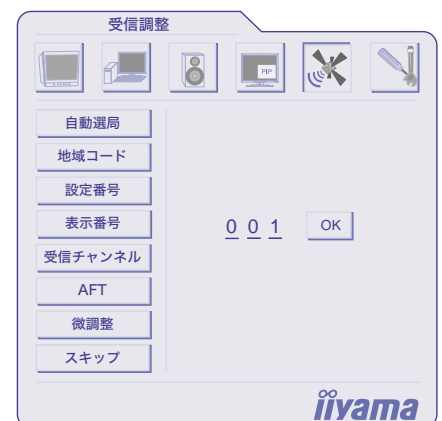 受信調整
PIP
自動選局
地域コード
設定番号
表示番号
0 0 1 OK
受信チャンネル
AFT
微調整
スキップ
iiyama